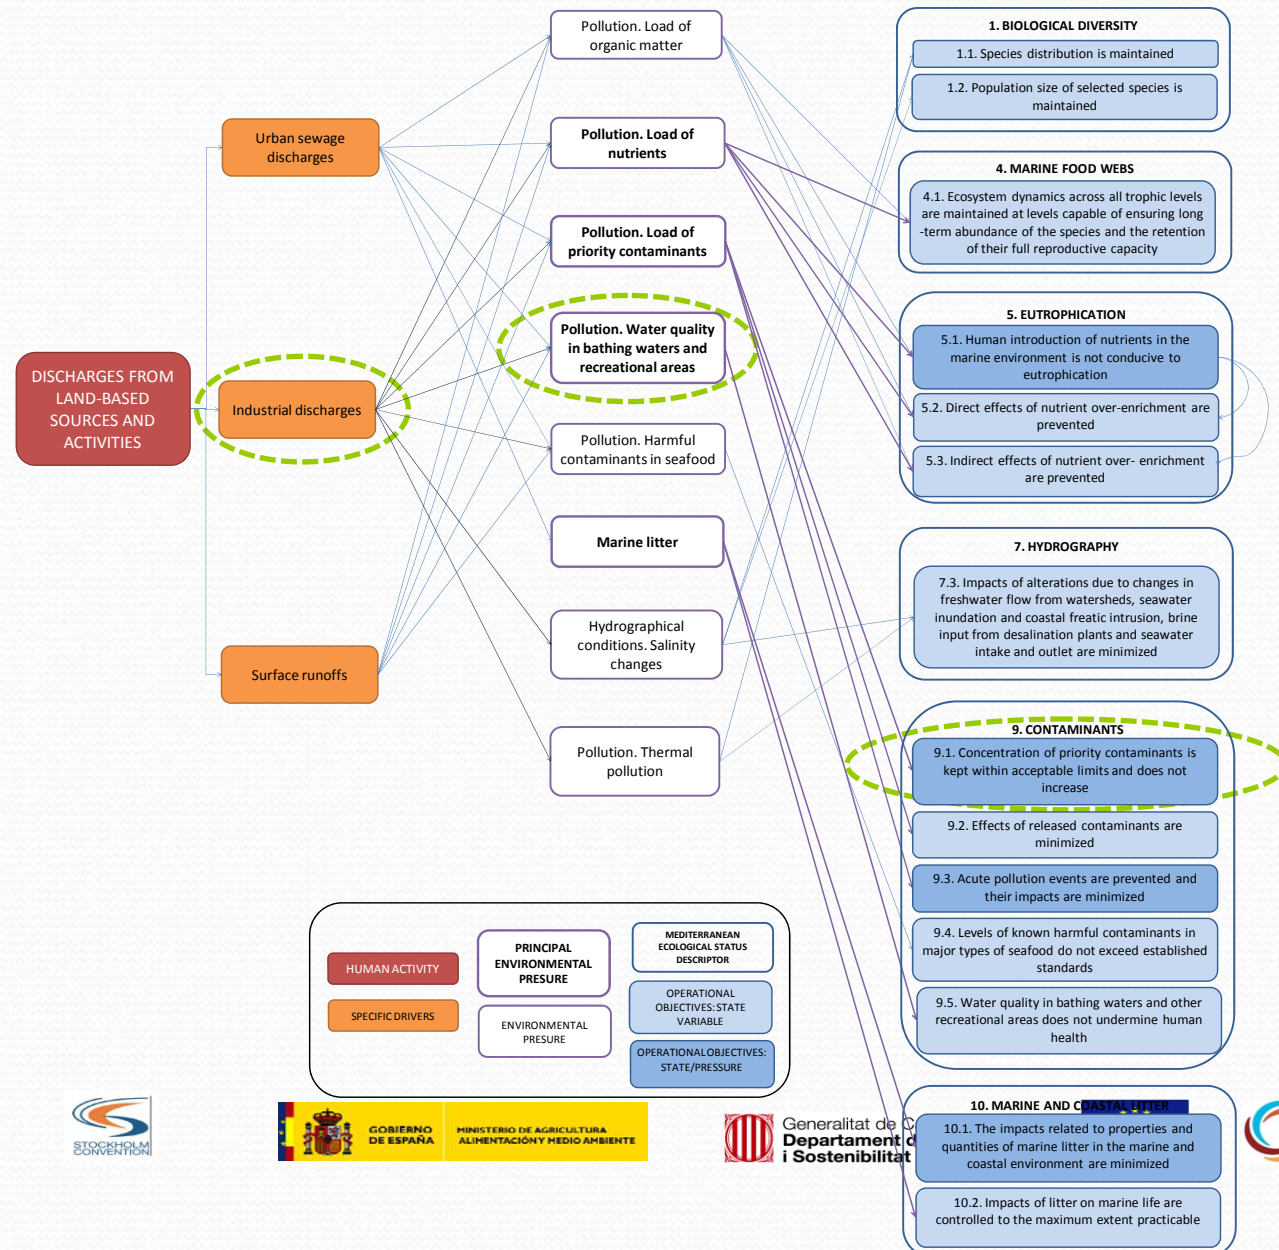 DISCHARGES FROM
LAND-BASED
SOURCES AND
ACTIVITIES
Urban sewage
discharges
Industrial discharges
Surface runoffs
Pollution. Load of
organic matter
Pollution. Load of
nutrients
Pollution. Load of
priority contaminants
Pollution. Water quality
in bathing waters and
recreational areas
Pollution. Harmful
contaminants in seafood
Marine litter
Hydrographical
conditions. Salinity
changes
Pollution. Thermal
pollution
1. BIOLOGICAL DIVERSITY
1.1. Species distribution is maintained
1.2. Population size of selected species is
maintained
4. MARINE FOOD WEBS
4.1. Ecosystem dynamics across all trophic levels
are maintained at levels capable of ensuring long
-term abundance of the species and the retention
of their full reproductive capacity
5. EUTROPHICATION
5.1. Human introduction of nutrients in the
marine environment is not conducive to
eutrophication
5.2. Direct effects of nutrient over-enrichment are
prevented
5.3. Indirect effects of nutrient over- enrichment
are prevented
7. HYDROGRAPHY
7.3. Impacts of alterations due to changes in
freshwater flow from watersheds, seawater
inundation and coastal freatic intrusion, brine
input from desalination plants and seawater
intake and outlet are minimized
9. CONTAMINANTS
9.1. Concentration of priority contaminants is
kept within acceptable limits and does not
increase
9.2. Effects of released contaminants are
minimized
9.3. Acute pollution events are prevented and
their impacts are minimized
9.4. Levels of known harmful contaminants in
major types of seafood do not exceed established
standards
9.5. Water quality in bathing waters and other
recreational areas does not undermine human
health
10. MARINE AND COASTAL LITTER
10.1. The impacts related to properties and
quantities of marine litter in the marine and
coastal environment are minimized
10.2. Impacts of litter on marine life are
controlled to the maximum extent practicable
HUMAN ACTIVITY
SPECIFIC DRIVERS
PRINCIPAL
ENVIRONMENTAL
PRESURE
ENVIRONMENTAL
PRESURE
MEDITERRANEAN
ECOLOGICAL STATUS
DESCRIPTOR
OPERATIONAL
OBJECTIVES: STATE
VARIABLE
OPERATIONAL OBJECTIVES:
STATE/PRESSURE
STOCKHOLM
CONVENTION
GOBIERNO
DE ESPAÑA
MINISTERIO DE AGRICULTURA
ALIMENTACIÓN Y MEDIO AMBIENTE
Generalitat de C
Departament d
i Sostenibilitat